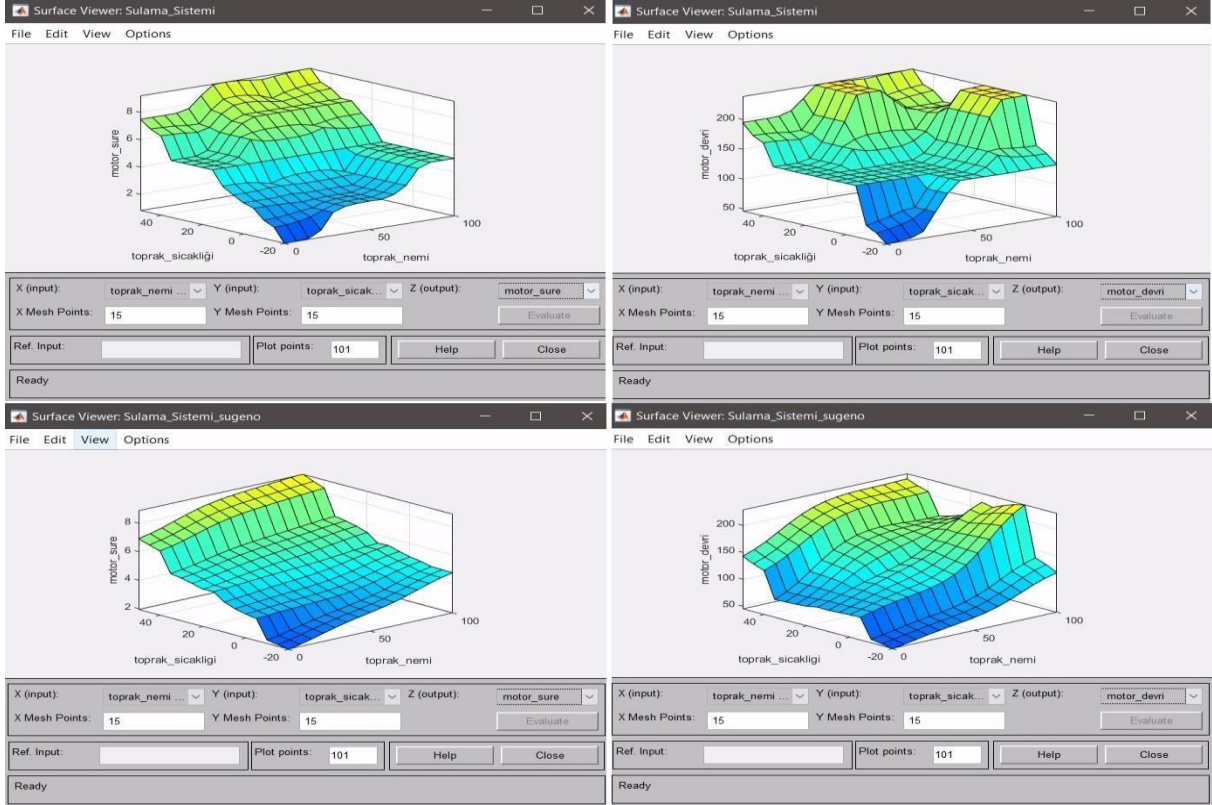 Surface Viewer: Sulama_Sistemi
File Edit View Options
8
6
4
2
motor_sure
40
20
0
-20
toprak_sicakliği
0
50
100
toprak_nemi
X (input): toprak_nemi ... Y (input): toprak_sicak... Z (output): motor_sure
X Mesh Points: 15 Y Mesh Points: 15 Evaluate
Ref. Input: Plot points: 101 Help Close
Ready
Surface Viewer: Sulama_Sistemi
File Edit View Options
200
150
100
50
motor_devri
40
20
0
-20
toprak_sicakliği
0
50
100
toprak_nemi
X (input): toprak_nemi ... Y (input): toprak_sicak... Z (output): motor_devri
X Mesh Points: 15 Y Mesh Points: 15 Evaluate
Ref. Input: Plot points: 101 Help Close
Ready
Surface Viewer: Sulama_Sistemi_sugeno
File Edit View Options
8
6
4
2
motor_sure
40
20
0
-20
toprak_sicakligi
0
50
100
toprak_nemi
X (input): toprak_nemi ... Y (input): toprak_sicak... Z (output): motor_sure
X Mesh Points: 15 Y Mesh Points: 15 Evaluate
Ref. Input: Plot points: 101 Help Close
Ready
Surface Viewer: Sulama_Sistemi_sugeno
File Edit View Options
200
150
100
50
motor_devri
40
20
0
-20
toprak_sicakligi
0
50
100
toprak_nemi
X (input): toprak_nemi ... Y (input): toprak_sicak... Z (output): motor_devri
X Mesh Points: 15 Y Mesh Points: 15 Evaluate
Ref. Input: Plot points: 101 Help Close
Ready